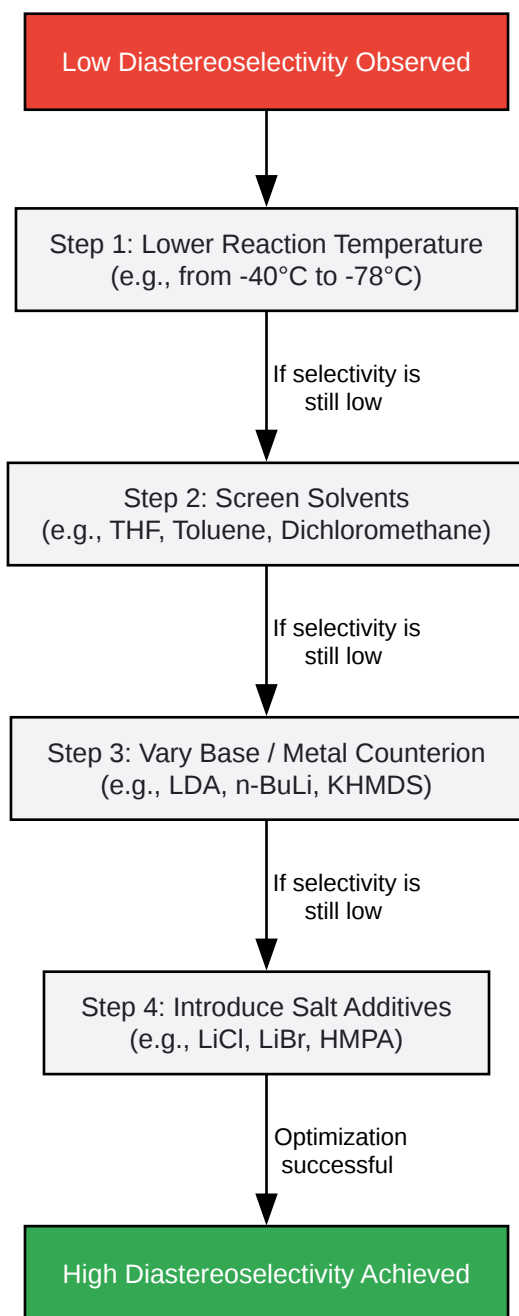 Low Diastereoselectivity Observed
Step 1: Lower Reaction Temperature
(e.g., from -40°C to -78°C)
If selectivity is
still low
Step 2: Screen Solvents
(e.g., THF, Toluene, Dichloromethane)
If selectivity is
still low
Step 3: Vary Base / Metal Counterion
(e.g., LDA, n-BuLi, KHMDS)
If selectivity is
still low
Step 4: Introduce Salt Additives
(e.g., LiCl, LiBr, HMPA)
Optimization
successful
High Diastereoselectivity Achieved